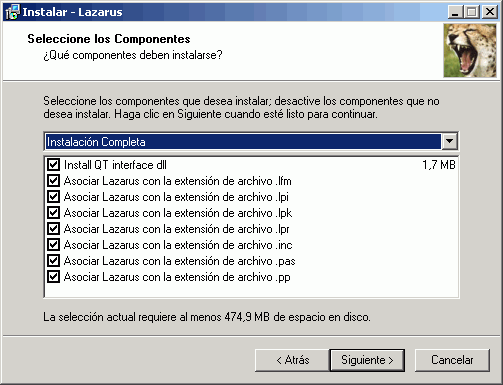 Instalar - Lazarus
Seleccione los Componentes
¿Qué componentes deben instalarse?
Seleccione los componentes que desea instalar; desactive los componentes que no
desea instalar. Haga clic en Siguiente cuando esté listo para continuar.
Instalación Completa
Install QT interface dll 1,7 MB
Asociar Lazarus con la extensión de archivo .lfm
Asociar Lazarus con la extensión de archivo .lpi
Asociar Lazarus con la extensión de archivo .lpk
Asociar Lazarus con la extensión de archivo .lpr
Asociar Lazarus con la extensión de archivo .inc
Asociar Lazarus con la extensión de archivo .pas
Asociar Lazarus con la extensión de archivo .pp
La selección actual requiere al menos 474,9 MB de espacio en disco.
< Atrás Siguiente > Cancelar